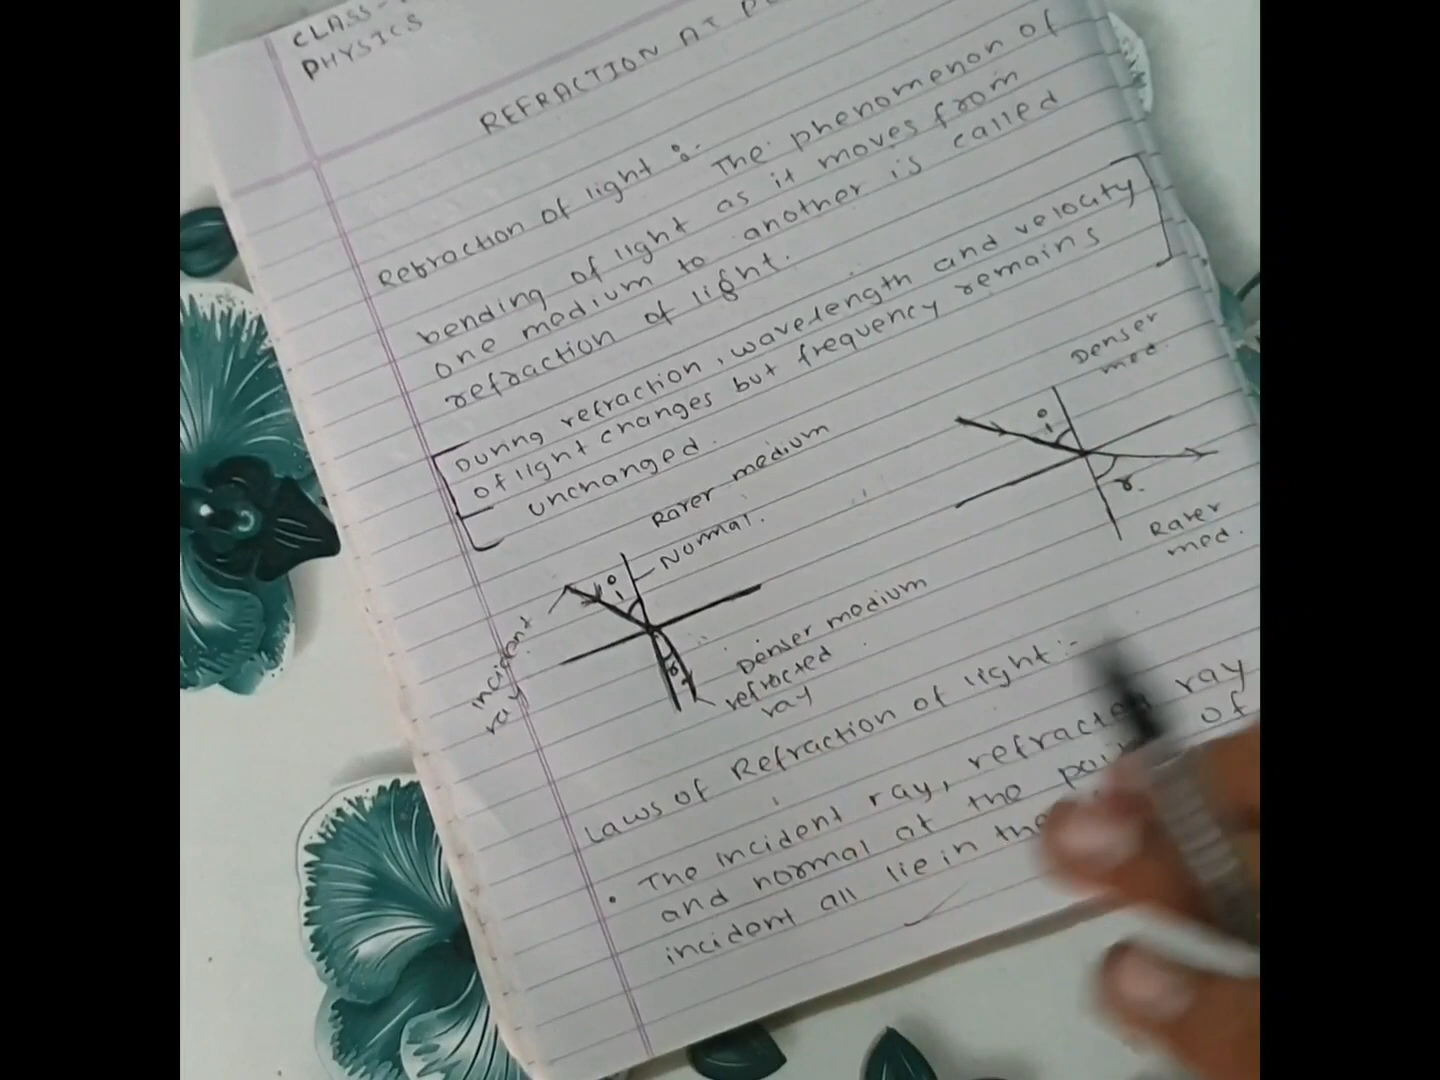 CLASS-
PHYSICS
REFRACTION AT
Refraction of light :- The phenomenon of
bending of light as it moves from
one medium to another is called
refraction of light.
During refraction, wavelength and velocity
of light changes but frequency remains
unchanged.
Rarer medium
Normal.
i
incident
ray
r
Denser medium
refracted
ray
Denser
med.
i
r.
Rarer
med.
Laws of Refraction of light :-
• The incident ray, refracted ray
and normal at the of
incident all lie in the